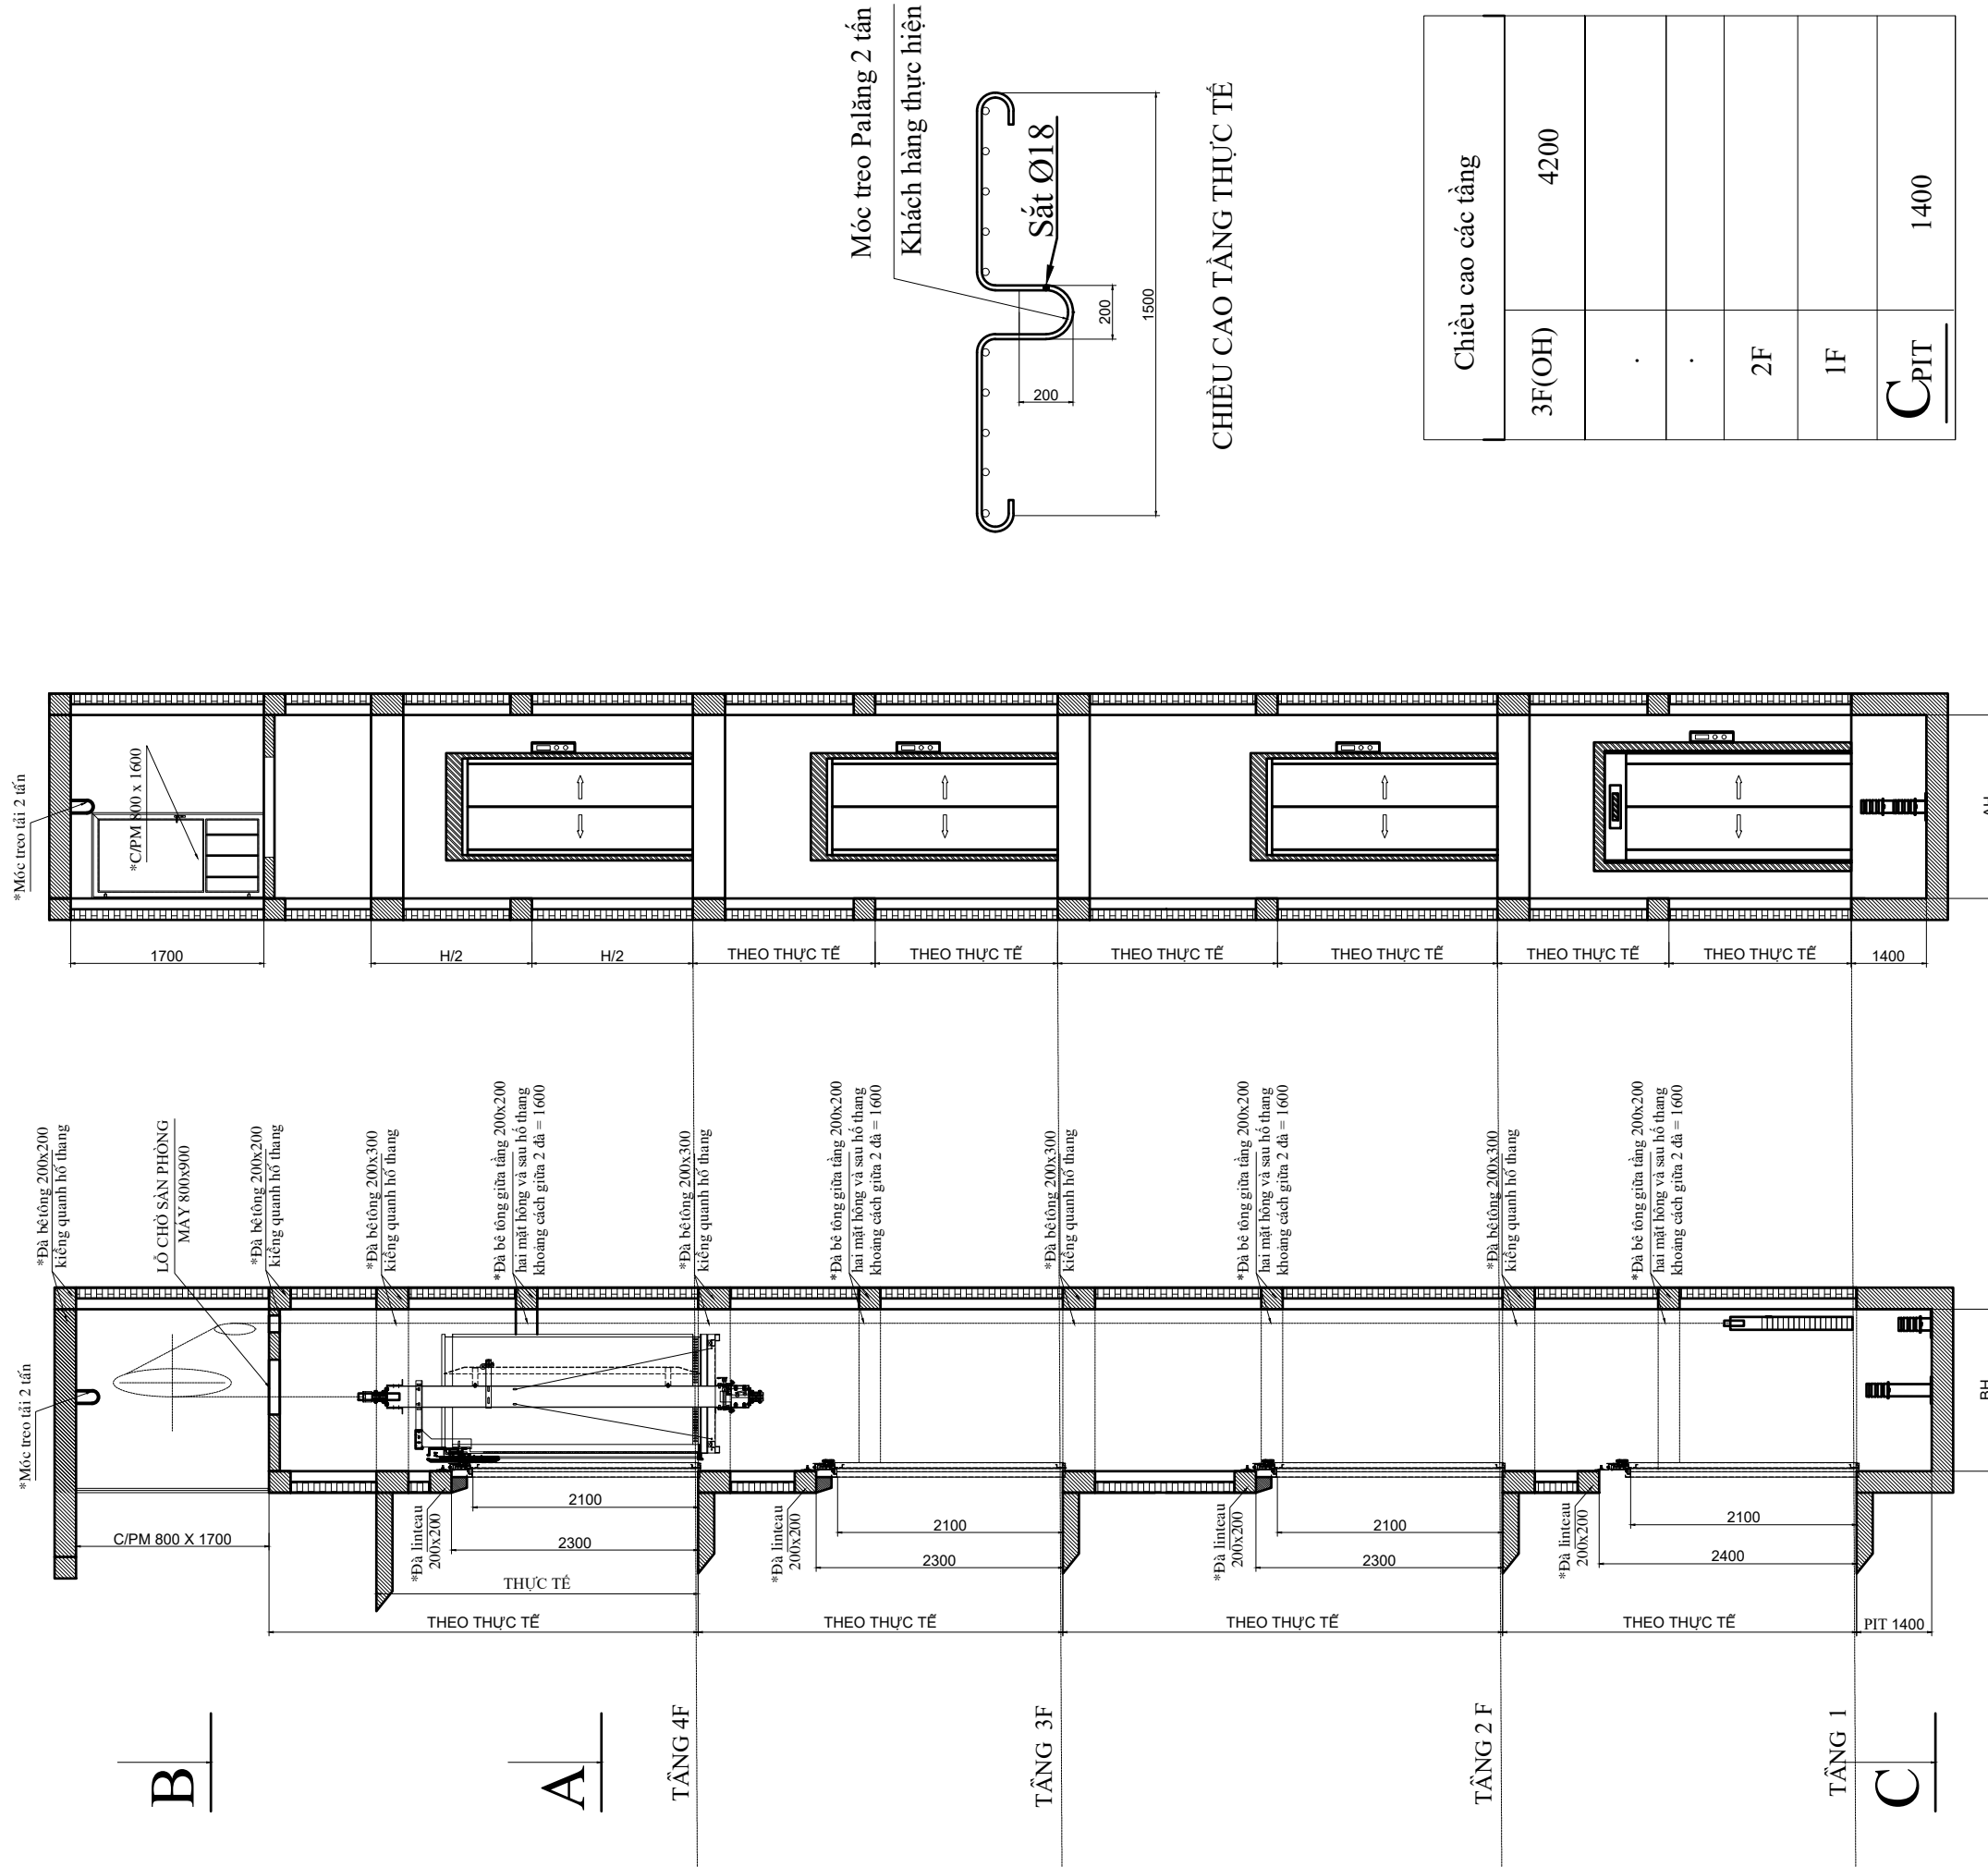 *Móc treo tải 2 tấn
*C/PM 800 x 1600
1700
H/2
H/2
THEO THỰC TẾ
THEO THỰC TẾ
THEO THỰC TẾ
THEO THỰC TẾ
THEO THỰC TẾ
THEO THỰC TẾ
1400
AH
Móc treo Palăng 2 tấn
Khách hàng thực hiện
Sắt Ø18
200
200
1500
CHIỀU CAO TẦNG THỰC TẾ
Chiều cao các tầng
3F(OH)
4200
.
.
2F
1F
CPIT
1400
*Móc treo tải 2 tấn
*Đà bêtông 200x200
kiềng quanh hố thang
LỖ CHỜ SÀN PHÒNG
MÁY 800x900
*Đà bêtông 200x200
kiềng quanh hố thang
*Đà bêtông 200x300
kiềng quanh hố thang
*Đà bê tông giữa tầng 200x200
hai mặt hông và sau hố thang
khoảng cách giữa 2 đà = 1600
*Đà bêtông 200x300
kiềng quanh hố thang
*Đà bê tông giữa tầng 200x200
hai mặt hông và sau hố thang
khoảng cách giữa 2 đà = 1600
*Đà bêtông 200x300
kiềng quanh hố thang
*Đà bê tông giữa tầng 200x200
hai mặt hông và sau hố thang
khoảng cách giữa 2 đà = 1600
*Đà bêtông 200x300
kiềng quanh hố thang
*Đà bê tông giữa tầng 200x200
hai mặt hông và sau hố thang
khoảng cách giữa 2 đà = 1600
BH
C/PM 800 X 1700
*Đà linteau
200x200
2100
2300
THỰC TẾ
*Đà linteau
200x200
2100
2300
*Đà linteau
200x200
2100
2300
*Đà linteau
200x200
2100
2400
THEO THỰC TẾ
THEO THỰC TẾ
THEO THỰC TẾ
THEO THỰC TẾ
PIT 1400
B
A
TẦNG 4F
TẦNG 3F
TẦNG 2 F
TẦNG 1
C